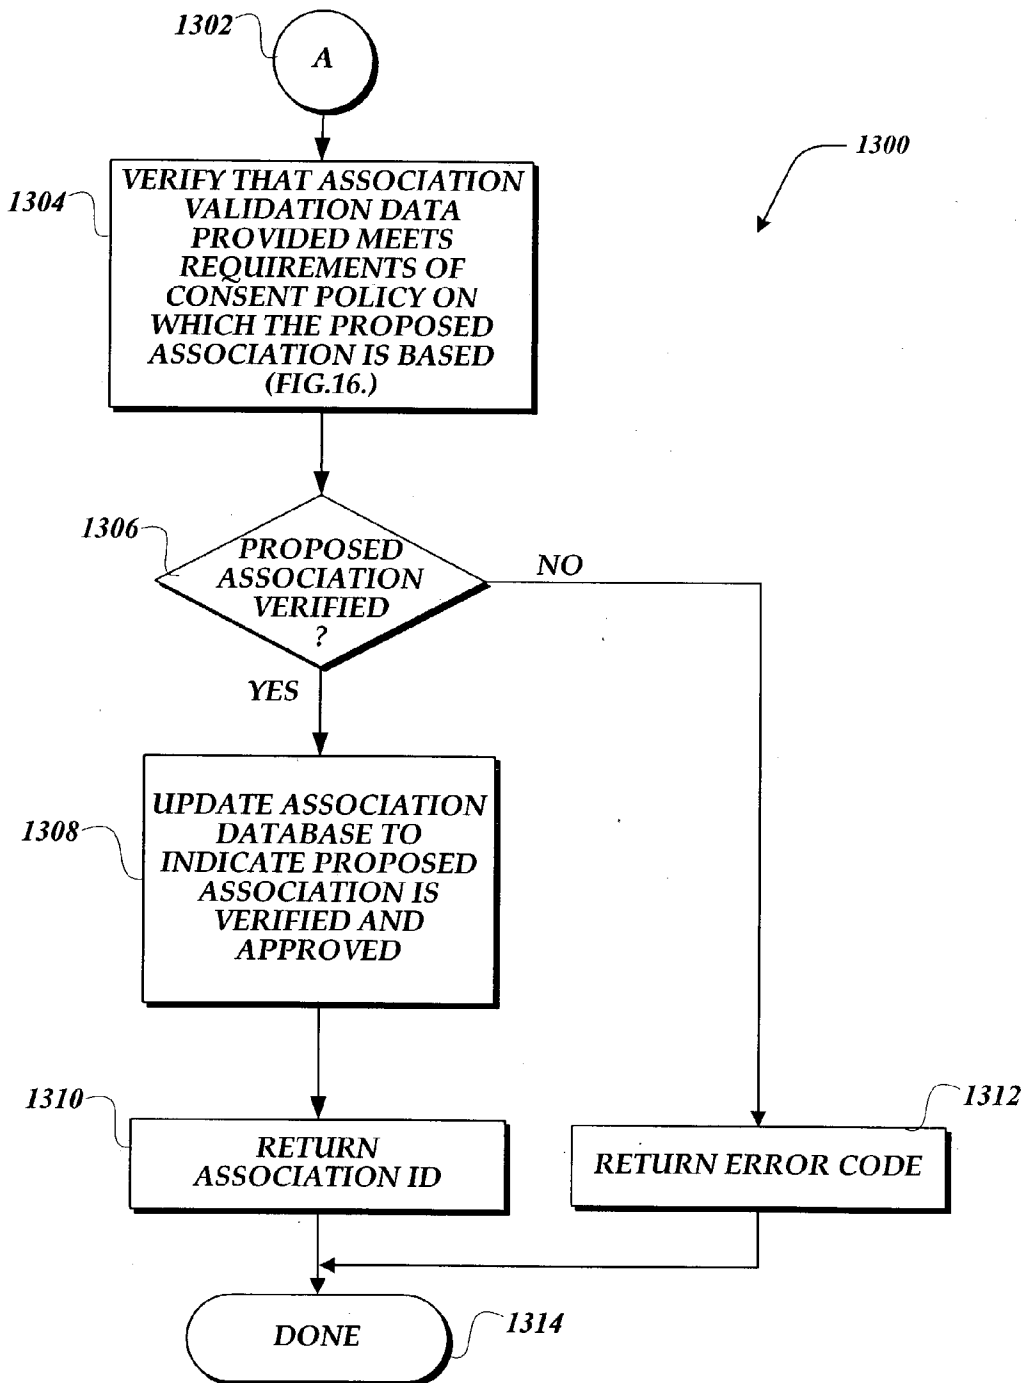 1302
A
1300
1304
VERIFY THAT ASSOCIATION
VALIDATION DATA
PROVIDED MEETS
REQUIREMENTS OF
CONSENT POLICY ON
WHICH THE PROPOSED
ASSOCIATION IS BASED
(FIG.16.)
1306
PROPOSED
ASSOCIATION
VERIFIED
?
NO
YES
1308
UPDATE ASSOCIATION
DATABASE TO
INDICATE PROPOSED
ASSOCIATION IS
VERIFIED AND
APPROVED
1310
RETURN
ASSOCIATION ID
1312
RETURN ERROR CODE
DONE
1314